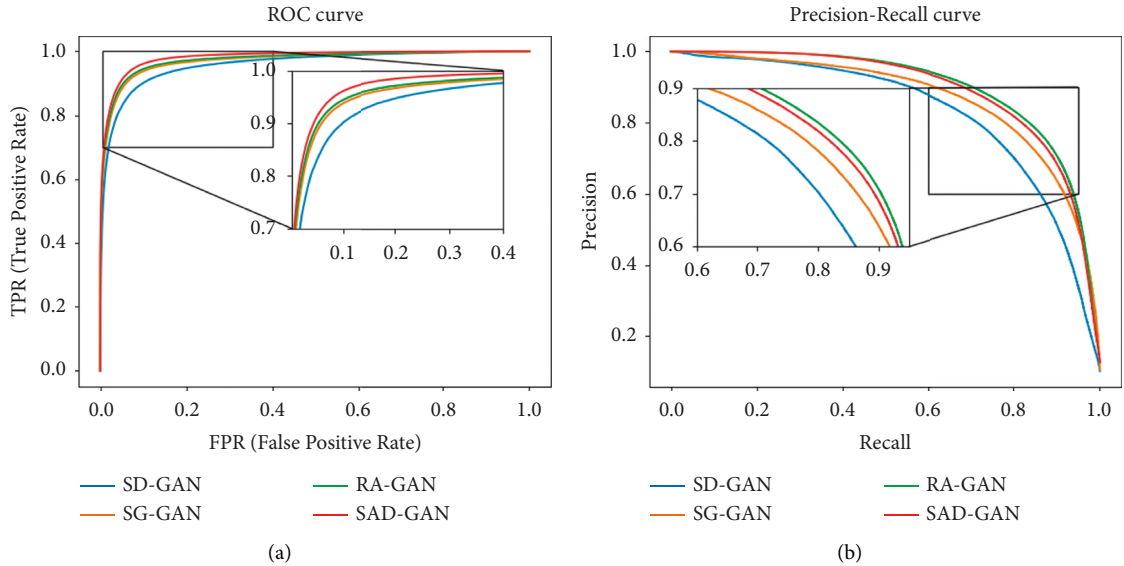 ROC curve
1.0
0.8
0.6
0.4
0.2
0.0
TPR (True Positive Rate)
1.0
0.9
0.8
0.7
0.1 0.2 0.3 0.4
0.0 0.2 0.4 0.6 0.8 1.0
FPR (False Positive Rate)
SD-GAN RA-GAN
SG-GAN SAD-GAN
(a)
Precision-Recall curve
1.0
0.8
0.6
0.4
0.2
Precision
0.9
0.8
0.7
0.6
0.6 0.7 0.8 0.9
0.0 0.2 0.4 0.6 0.8 1.0
Recall
SD-GAN RA-GAN
SG-GAN SAD-GAN
(b)